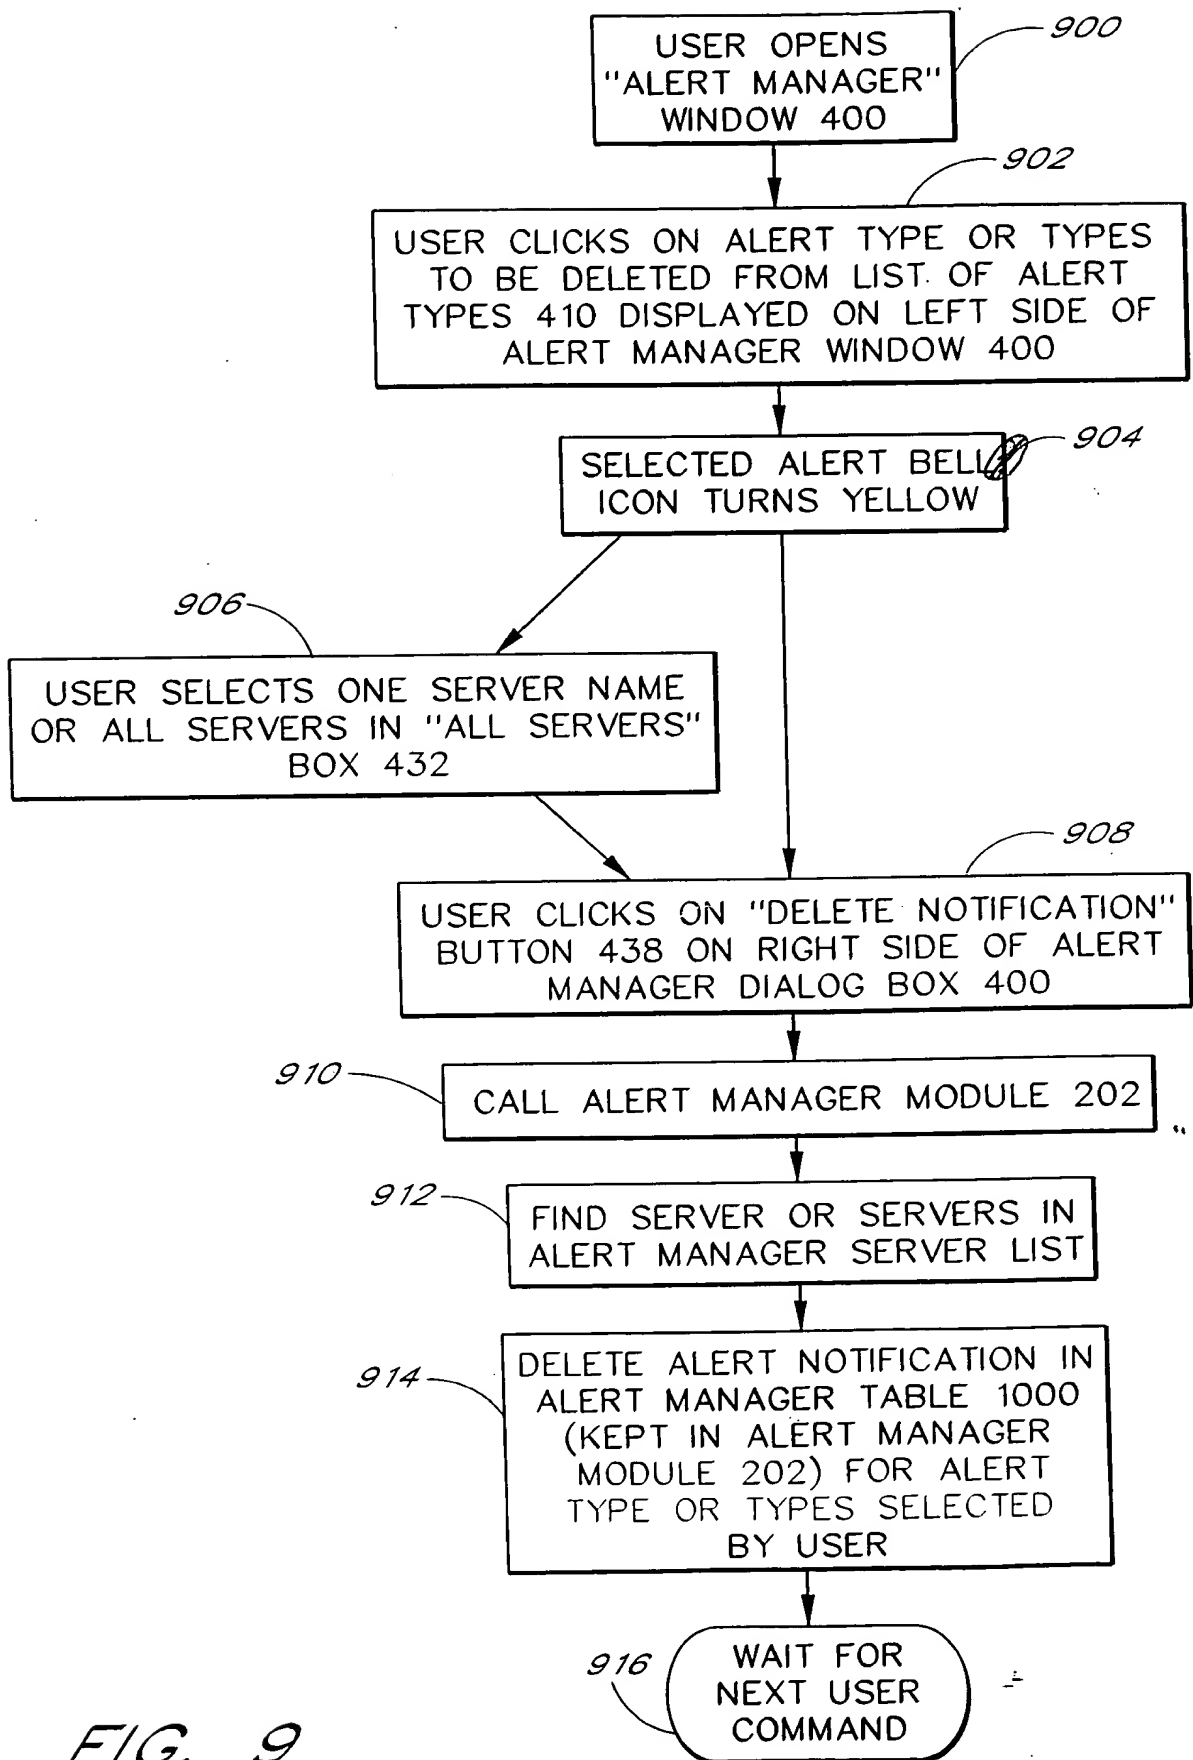 900
USER OPENS
"ALERT MANAGER"
WINDOW 400
902
USER CLICKS ON ALERT TYPE OR TYPES
TO BE DELETED FROM LIST OF ALERT
TYPES 410 DISPLAYED ON LEFT SIDE OF
ALERT MANAGER WINDOW 400
904
SELECTED ALERT BELL
ICON TURNS YELLOW
906
USER SELECTS ONE SERVER NAME
OR ALL SERVERS IN "ALL SERVERS"
BOX 432
908
USER CLICKS ON "DELETE NOTIFICATION"
BUTTON 438 ON RIGHT SIDE OF ALERT
MANAGER DIALOG BOX 400
910
CALL ALERT MANAGER MODULE 202
912
FIND SERVER OR SERVERS IN
ALERT MANAGER SERVER LIST
914
DELETE ALERT NOTIFICATION IN
ALERT MANAGER TABLE 1000
(KEPT IN ALERT MANAGER
MODULE 202) FOR ALERT
TYPE OR TYPES SELECTED
BY USER
916
WAIT FOR
NEXT USER
COMMAND
FIG. 9